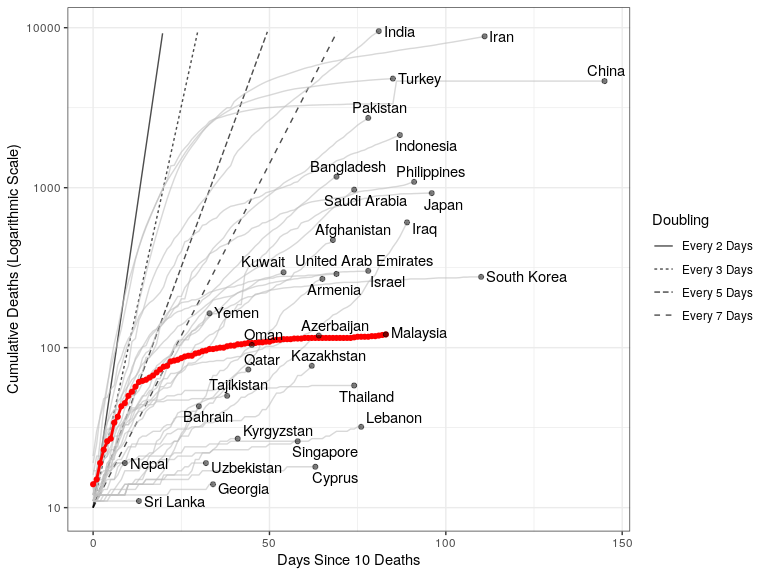 10000
1000
100
10
0
50
100
150
Cumulative Deaths (Logarithmic Scale)
Days Since 10 Deaths
India
Iran
China
Turkey
Pakistan
Indonesia
Bangladesh
Philippines
Saudi Arabia
Japan
Afghanistan
Iraq
Kuwait
United Arab Emirates
Israel
South Korea
Armenia
Yemen
Azerbaijan
Oman
Malaysia
Qatar
Kazakhstan
Tajikistan
Thailand
Bahrain
Lebanon
Kyrgyzstan
Singapore
Nepal
Uzbekistan
Cyprus
Georgia
Sri Lanka
Doubling
Every 2 Days
Every 3 Days
Every 5 Days
Every 7 Days